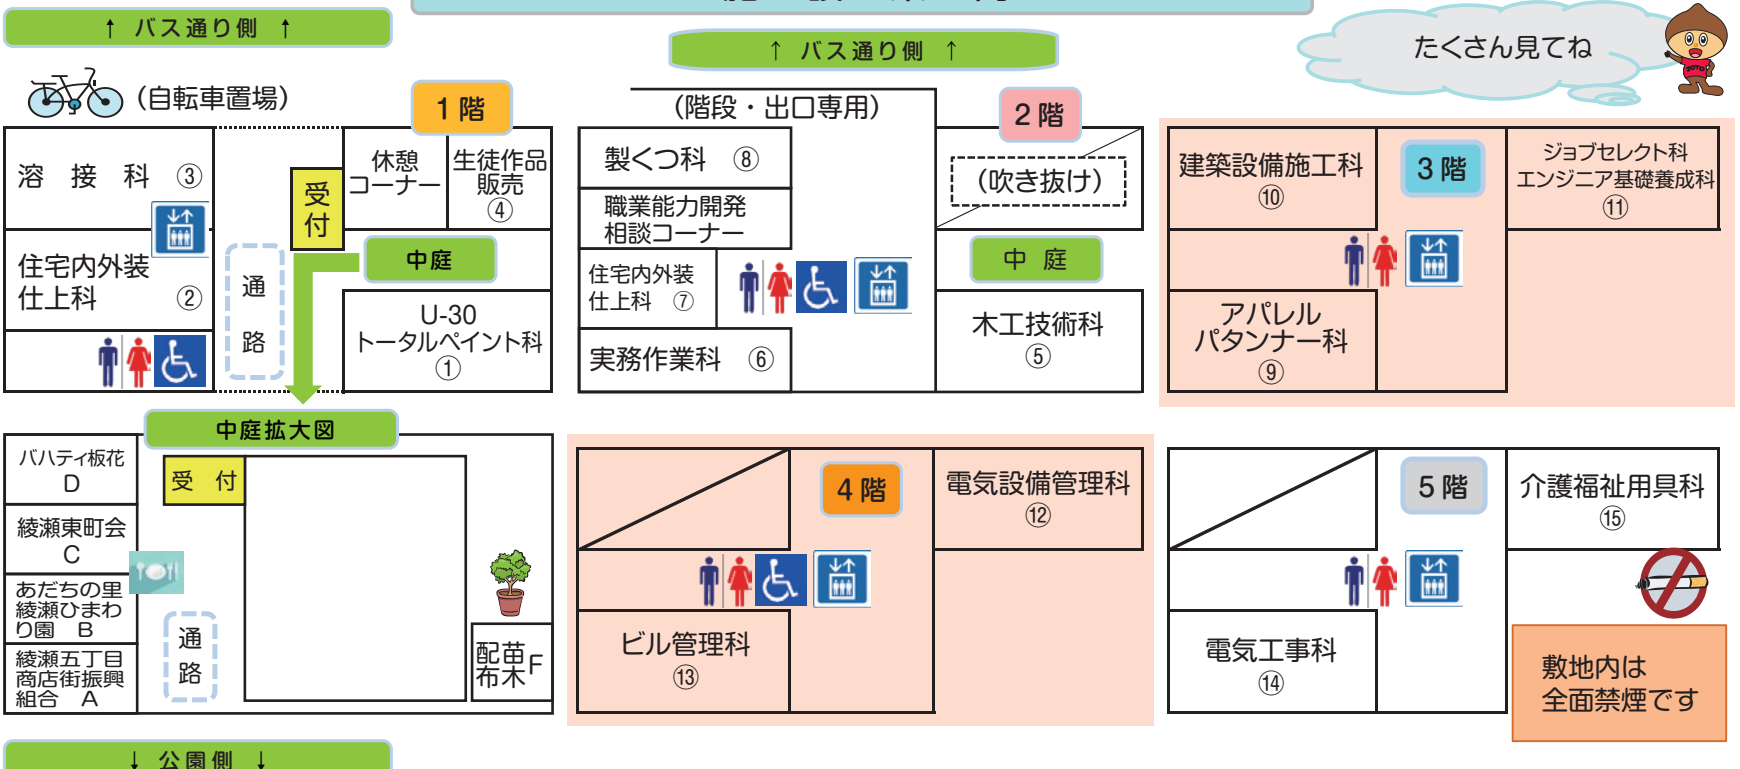 ↑ バス通り側 ↑
↑ バス通り側 ↑
たくさん見てね
(自転車置場)
1階
溶接科 ③
受付
休憩
コーナー
生徒作品
販売
④
住宅内外装
仕上科 ②
通路
中庭
U-30
トータルペイント科
①
(階段・出口専用)
2階
製くつ科 ⑧
(吹き抜け)
職業能力開発
相談コーナー
住宅内外装
仕上科 ⑦
中庭
木工技術科
⑤
実務作業科 ⑥
建築設備施工科
⑩
3階
ジョブセレクト科
エンジニア基礎養成科
⑪
アパレル
パタンナー科
⑨
中庭拡大図
バハティ板花
D
受付
綾瀬東町会
C
あだちの里
綾瀬ひまわ
り園 B
綾瀬五丁目
商店街振興
組合 A
通路
苗木
配布
F
4階
電気設備管理科
⑫
ビル管理科
⑬
5階
介護福祉用具科
⑮
電気工事科
⑭
敷地内は
全面禁煙です
↓ 公園側 ↓